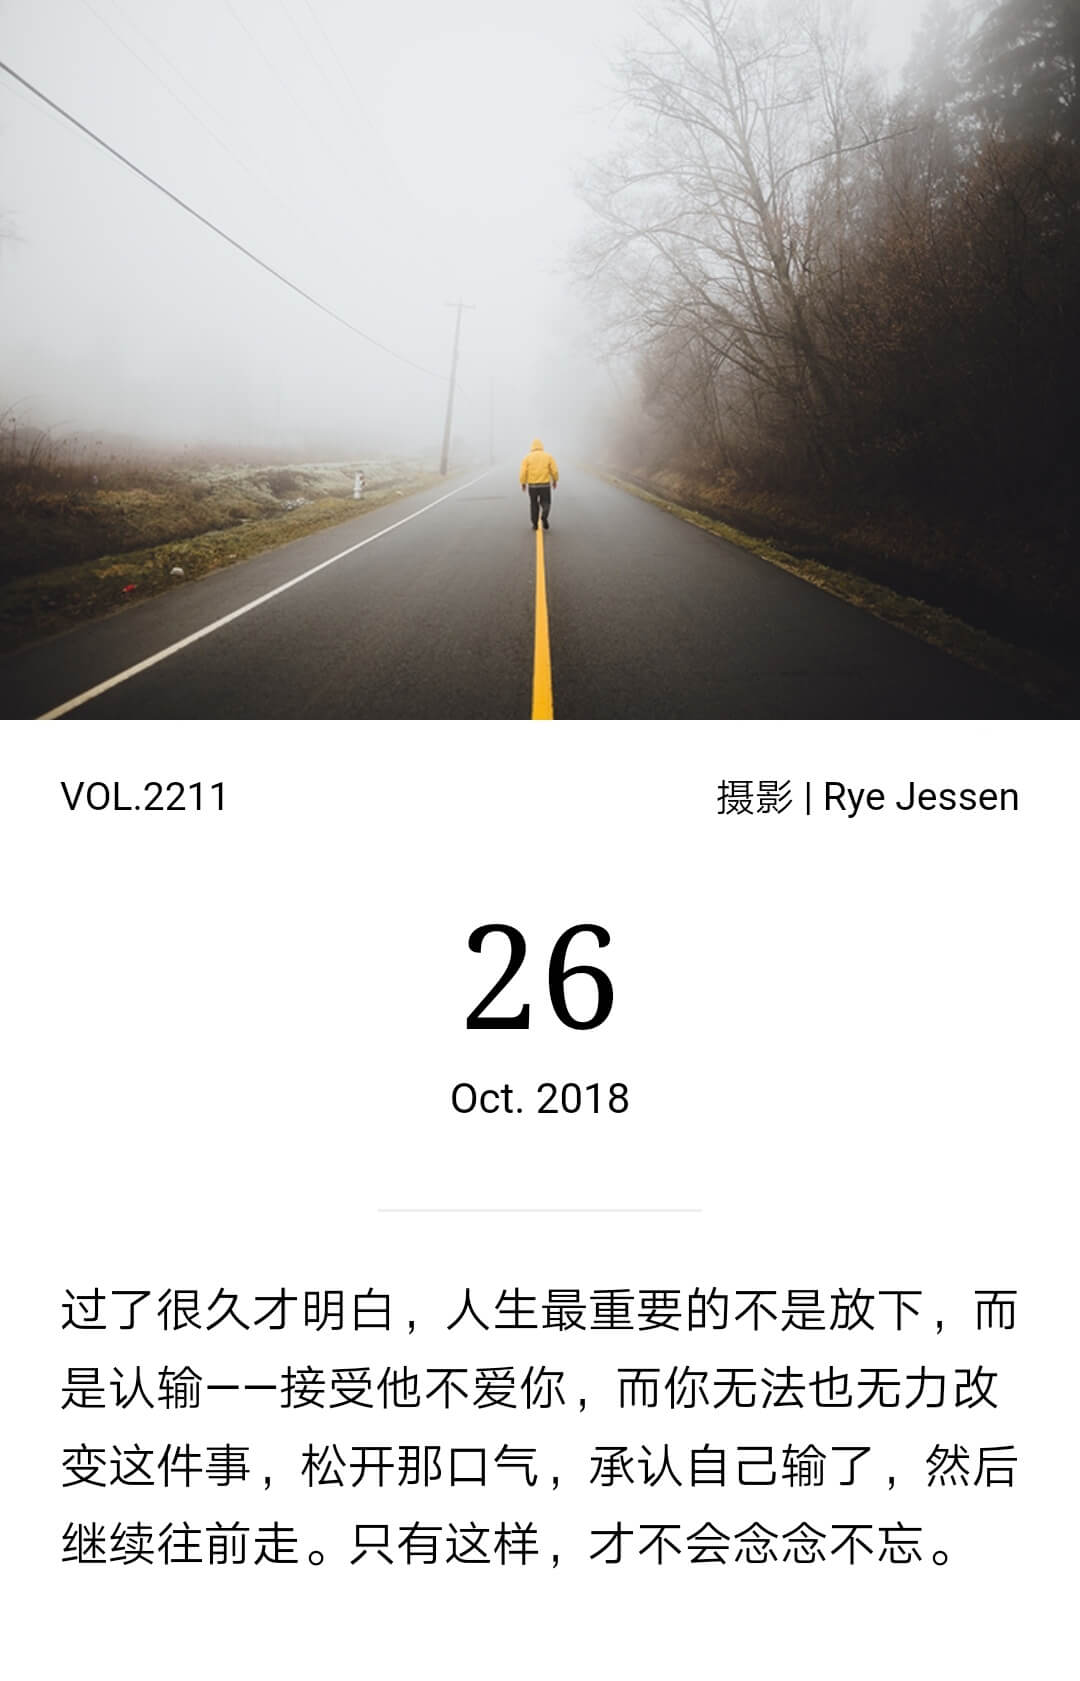 VOL.2211
摄影 | Rye Jessen
26
Oct. 2018
过了很久才明白，人生最重要的不是放下，而
是认输——接受他不爱你，而你无法也无力改
变这件事，松开那口气，承认自己输了，然后
继续往前走。只有这样，才不会念念不忘。